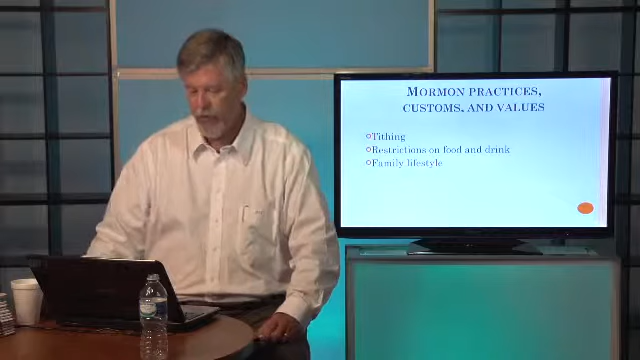 MORMON PRACTICES,
CUSTOMS, AND VALUES
Tithing
Restrictions on food and drink
Family lifestyle